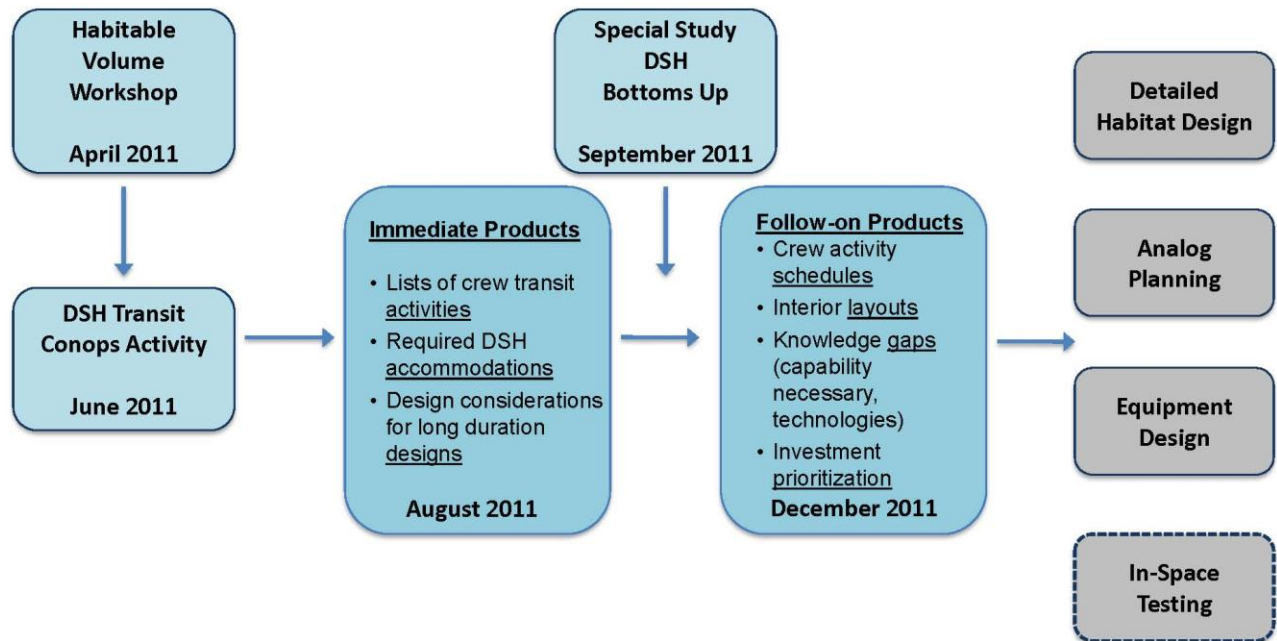 Habitable
Volume
Workshop
April 2011
DSH Transit
Conops Activity
June 2011
Immediate Products
• Lists of crew transit
activities
• Required DSH
accommodations
• Design considerations
for long duration
designs
August 2011
Special Study
DSH
Bottoms Up
September 2011
Follow-on Products
• Crew activity
schedules
• Interior layouts
• Knowledge gaps
(capability
necessary,
technologies)
• Investment
prioritization
December 2011
Detailed
Habitat Design
Analog
Planning
Equipment
Design
In-Space
Testing